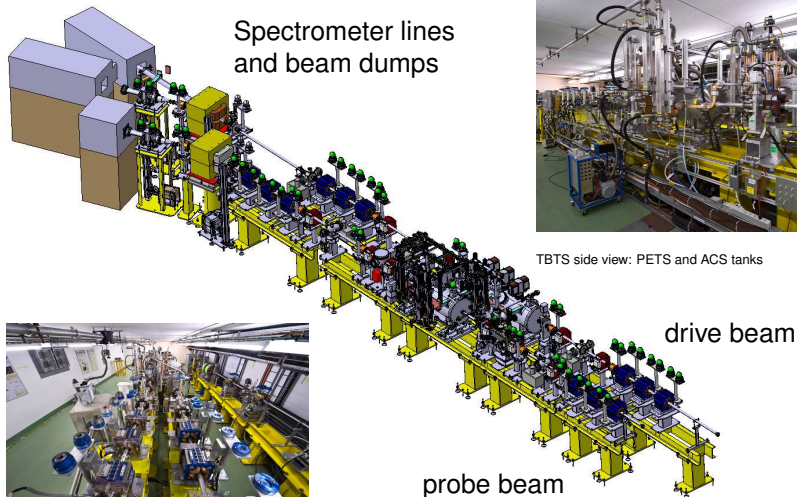 Spectrometer lines
and beam dumps
TBTS side view: PETS and ACS tanks
drive beam
probe beam